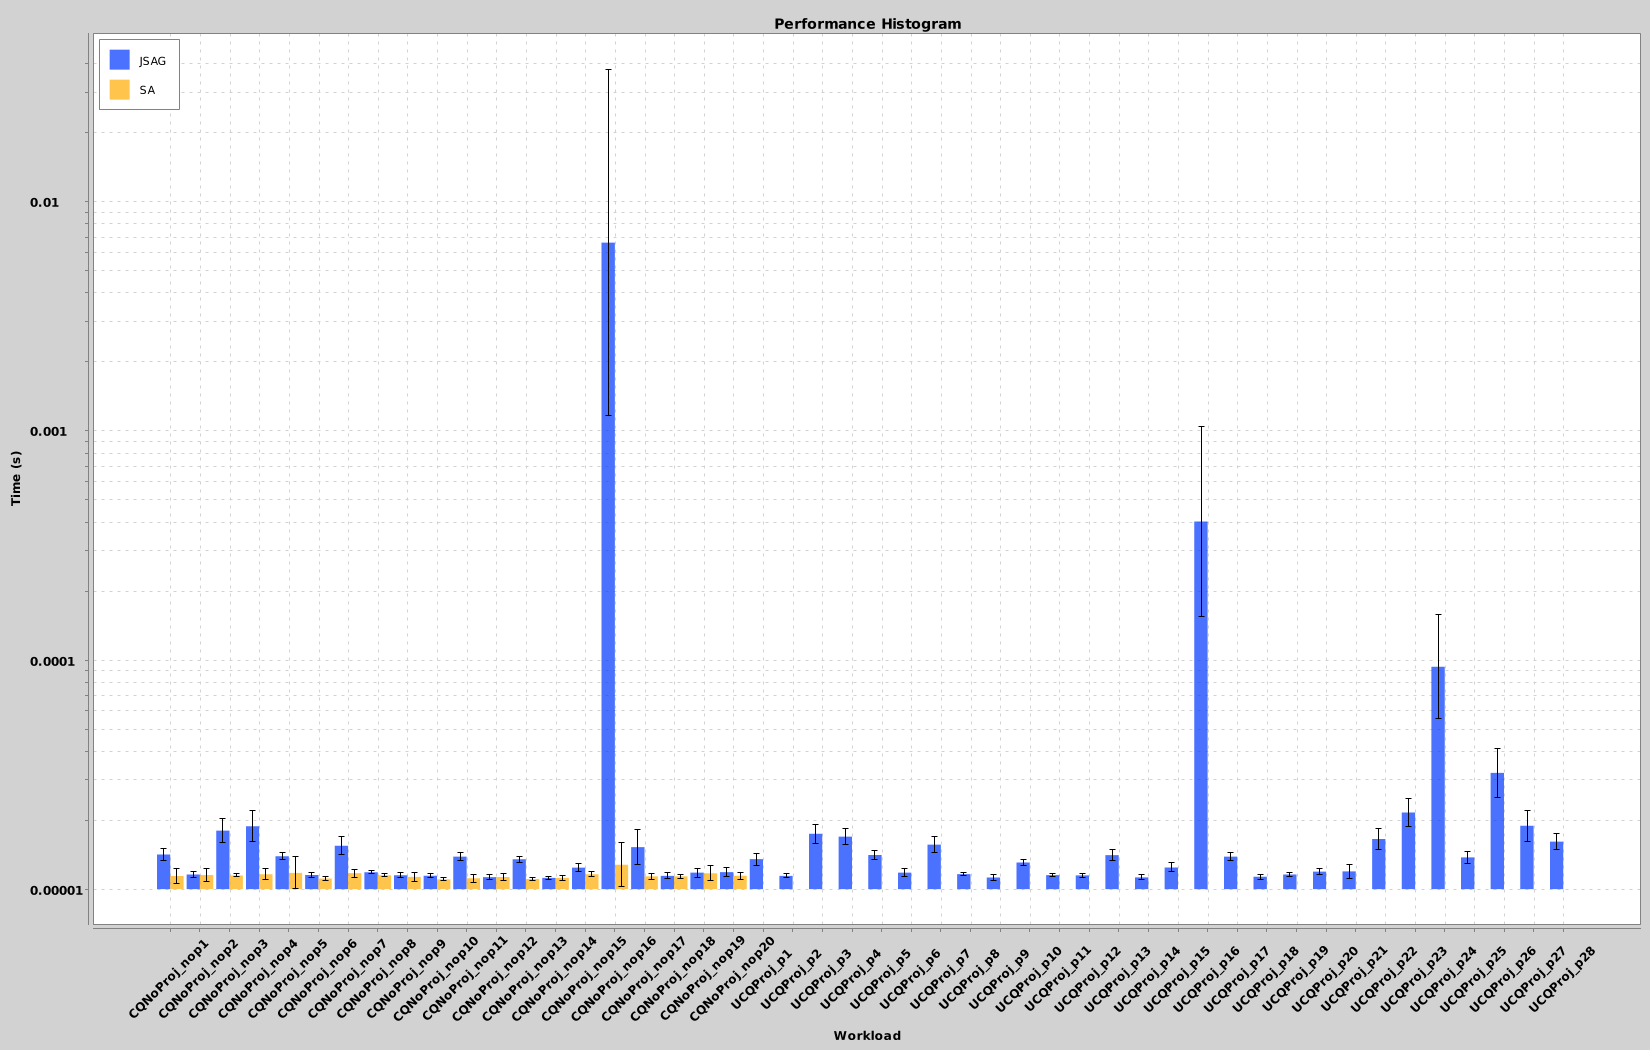 Performance Histogram
JSAG
SA
0.01
0.001
0.0001
0.00001
Time (s)
CQNoProj_nop1
CQNoProj_nop2
CQNoProj_nop3
CQNoProj_nop4
CQNoProj_nop5
CQNoProj_nop6
CQNoProj_nop7
CQNoProj_nop8
CQNoProj_nop9
CQNoProj_nop10
CQNoProj_nop11
CQNoProj_nop12
CQNoProj_nop13
CQNoProj_nop14
CQNoProj_nop15
CQNoProj_nop16
CQNoProj_nop17
CQNoProj_nop18
CQNoProj_nop19
CQNoProj_nop20
UCQProj_p1
UCQProj_p2
UCQProj_p3
UCQProj_p4
UCQProj_p5
UCQProj_p6
UCQProj_p7
UCQProj_p8
UCQProj_p9
UCQProj_p10
UCQProj_p11
UCQProj_p12
UCQProj_p13
UCQProj_p14
UCQProj_p15
UCQProj_p16
UCQProj_p17
UCQProj_p18
UCQProj_p19
UCQProj_p20
UCQProj_p21
UCQProj_p22
UCQProj_p23
UCQProj_p24
UCQProj_p25
UCQProj_p26
UCQProj_p27
UCQProj_p28
Workload